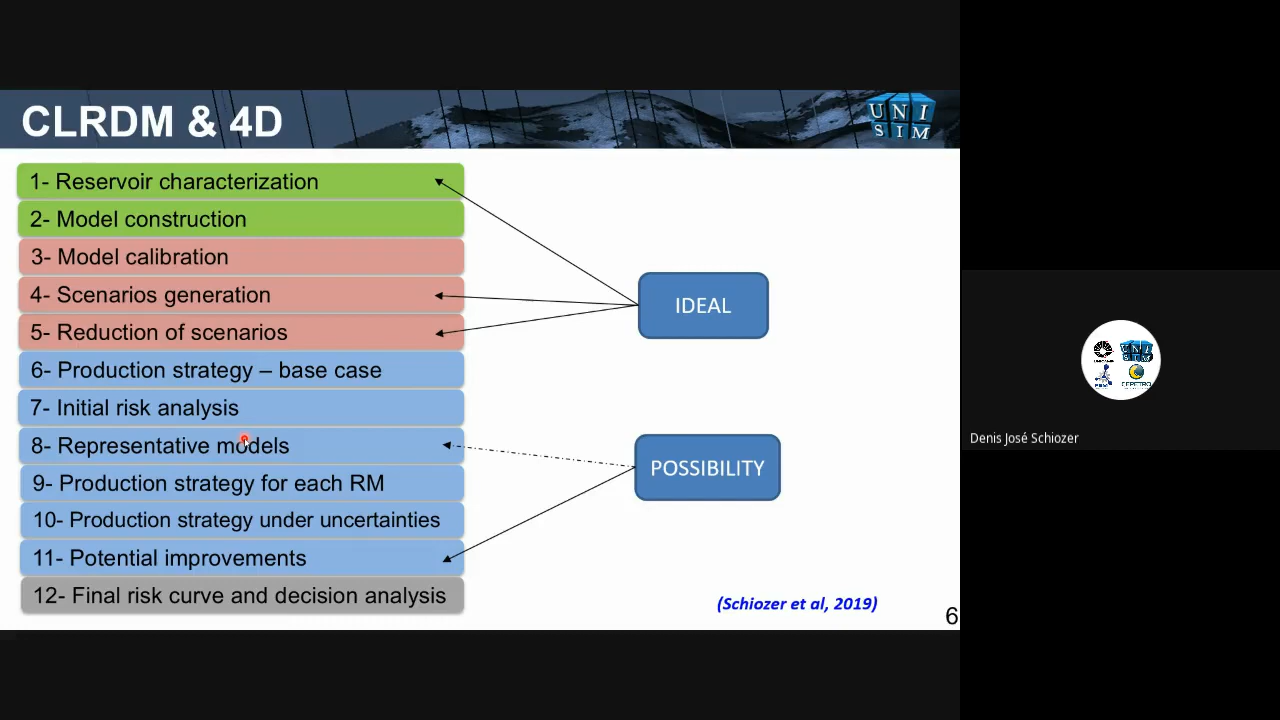 CLRDM & 4D
UNI
SIM
1- Reservoir characterization
2- Model construction
3- Model calibration
4- Scenarios generation
5- Reduction of scenarios
6- Production strategy – base case
7- Initial risk analysis
8- Representative models
9- Production strategy for each RM
10- Production strategy under uncertainties
11- Potential improvements
12- Final risk curve and decision analysis
IDEAL
POSSIBILITY
(Schiozer et al, 2019)
6
Denis José Schiozer